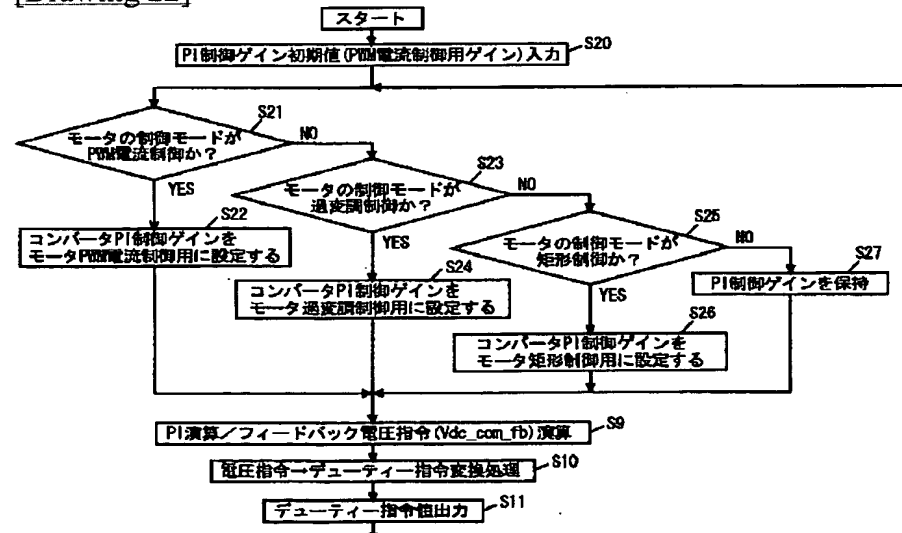 スタート
PI制御ゲイン初期値(PWM電流制御用ゲイン)入力
S20
モータの制御モードが
PWM電流制御か？
S21
NO
YES
モータの制御モードが
過変調制御か？
S23
NO
YES
コンバータPI制御ゲインを
モータPWM電流制御用に設定する
S22
モータの制御モードが
矩形制御か？
S25
NO
YES
コンバータPI制御ゲインを
モータ過変調制御用に設定する
S24
PI制御ゲインを保持
S27
コンバータPI制御ゲインを
モータ矩形制御用に設定する
S26
PI演算／フィードバック電圧指令(Vdc_com_fb)演算
S9
電圧指令→デューティー指令変換処理
S10
デューティー指令値出力
S11